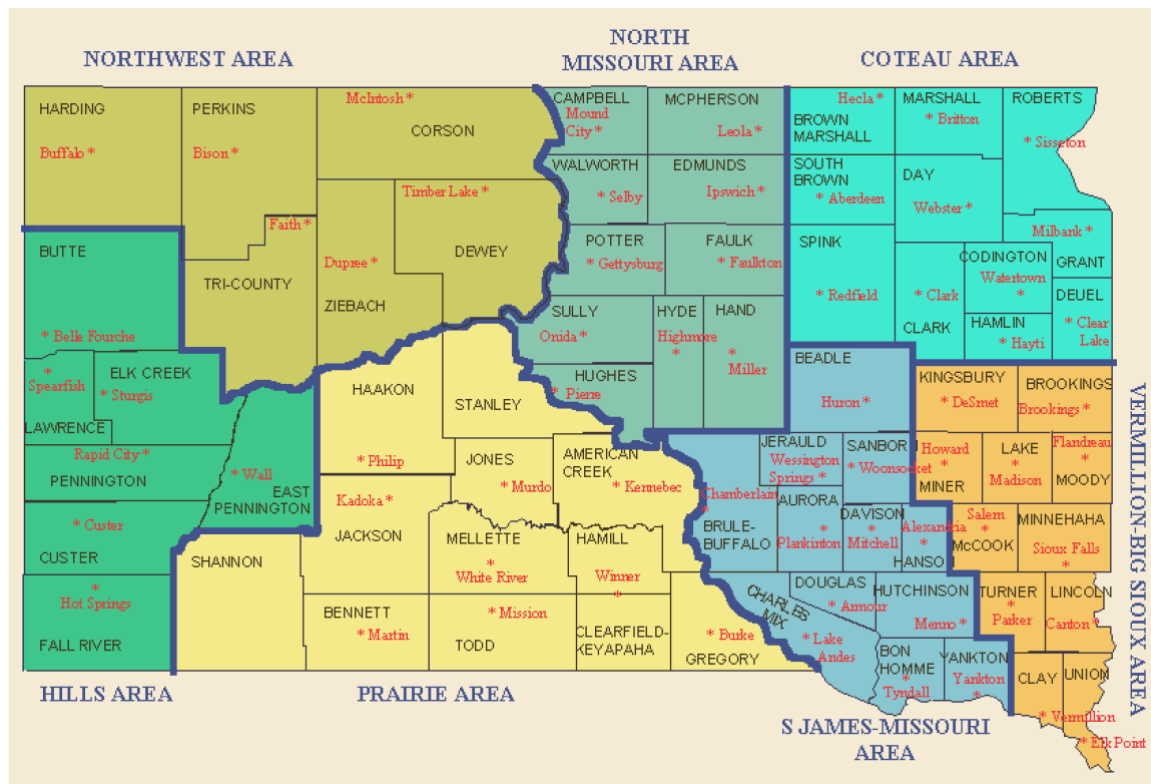 NORTHWEST AREA
NORTH
MISSOURI AREA
COTEAU AREA
HARDING
Buffalo *
PERKINS
Bison *
McIntosh *
CORSON
Timber Lake *
DEWEY
Faith *
TRI-COUNTY
Dupree *
ZIEBACH
CAMPBELL
Mound
City *
MCPHERSON
Leola *
WALWORTH
* Selby
EDMUNDS
Ipswich *
POTTER
* Gettysburg
FAULK
* Faulkton
SULLY
Onida *
HYDE
Highmore
*
HAND
*
Miller
HUGHES
* Pierre
Hecla *
BROWN
MARSHALL
MARSHALL
* Britton
ROBERTS
* Sisseton
SOUTH
BROWN
* Aberdeen
DAY
Webster *
SPINK
* Redfield
* Clark
CLARK
CODINGTON
Watertown
*
Milbank *
GRANT
DEUEL
* Clear
Lake
HAMLIN
* Hayti
BUTTE
* Belle Fourche
*
Spearfish
LAWRENCE
ELK CREEK
* Sturgis
Rapid City *
PENNINGTON
* Wall
EAST
PENNINGTON
* Custer
CUSTER
*
Hot Springs
FALL RIVER
HILLS AREA
HAAKON
* Philip
STANLEY
JONES
* Murdo
AMERICAN
CREEK
* Kennebec
Kadoka *
JACKSON
MELLETTE
*
White River
HAMILL
Winner
*
SHANNON
BENNETT
* Martin
* Mission
TODD
CLEARFIELD-
KEYAPAHA
* Burke
GREGORY
PRAIRIE AREA
BEADLE
Huron *
JERAULD
Wessington
Springs *
SANBOR
* Woonsocket
Chamberlain
*
BRULE-
BUFFALO
AURORA
*
Plankinton
DAVISON
*
Mitchell
Alexandria
*
HANSO
CHARLES
MIX
* Lake
Andes
DOUGLAS
* Armour
HUTCHINSON
Menno *
BON
HOMME
*
Tyndall
YANKTON
Yankton
*
S JAMES-MISSOURI
AREA
KINGSBURY
*
DeSmet
BROOKINGS
Brookings *
Howard
*
MINER
LAKE
*
Madison
Flandreau
*
MOODY
Salem
*
McCOOK
MINNEHAHA
Sioux Falls
*
TURNER
*
Parker
LINCOLN
Canton *
CLAY
* Vermillion
UNION
* Elk Point
VERMILLION-BIG SIOUX AREA